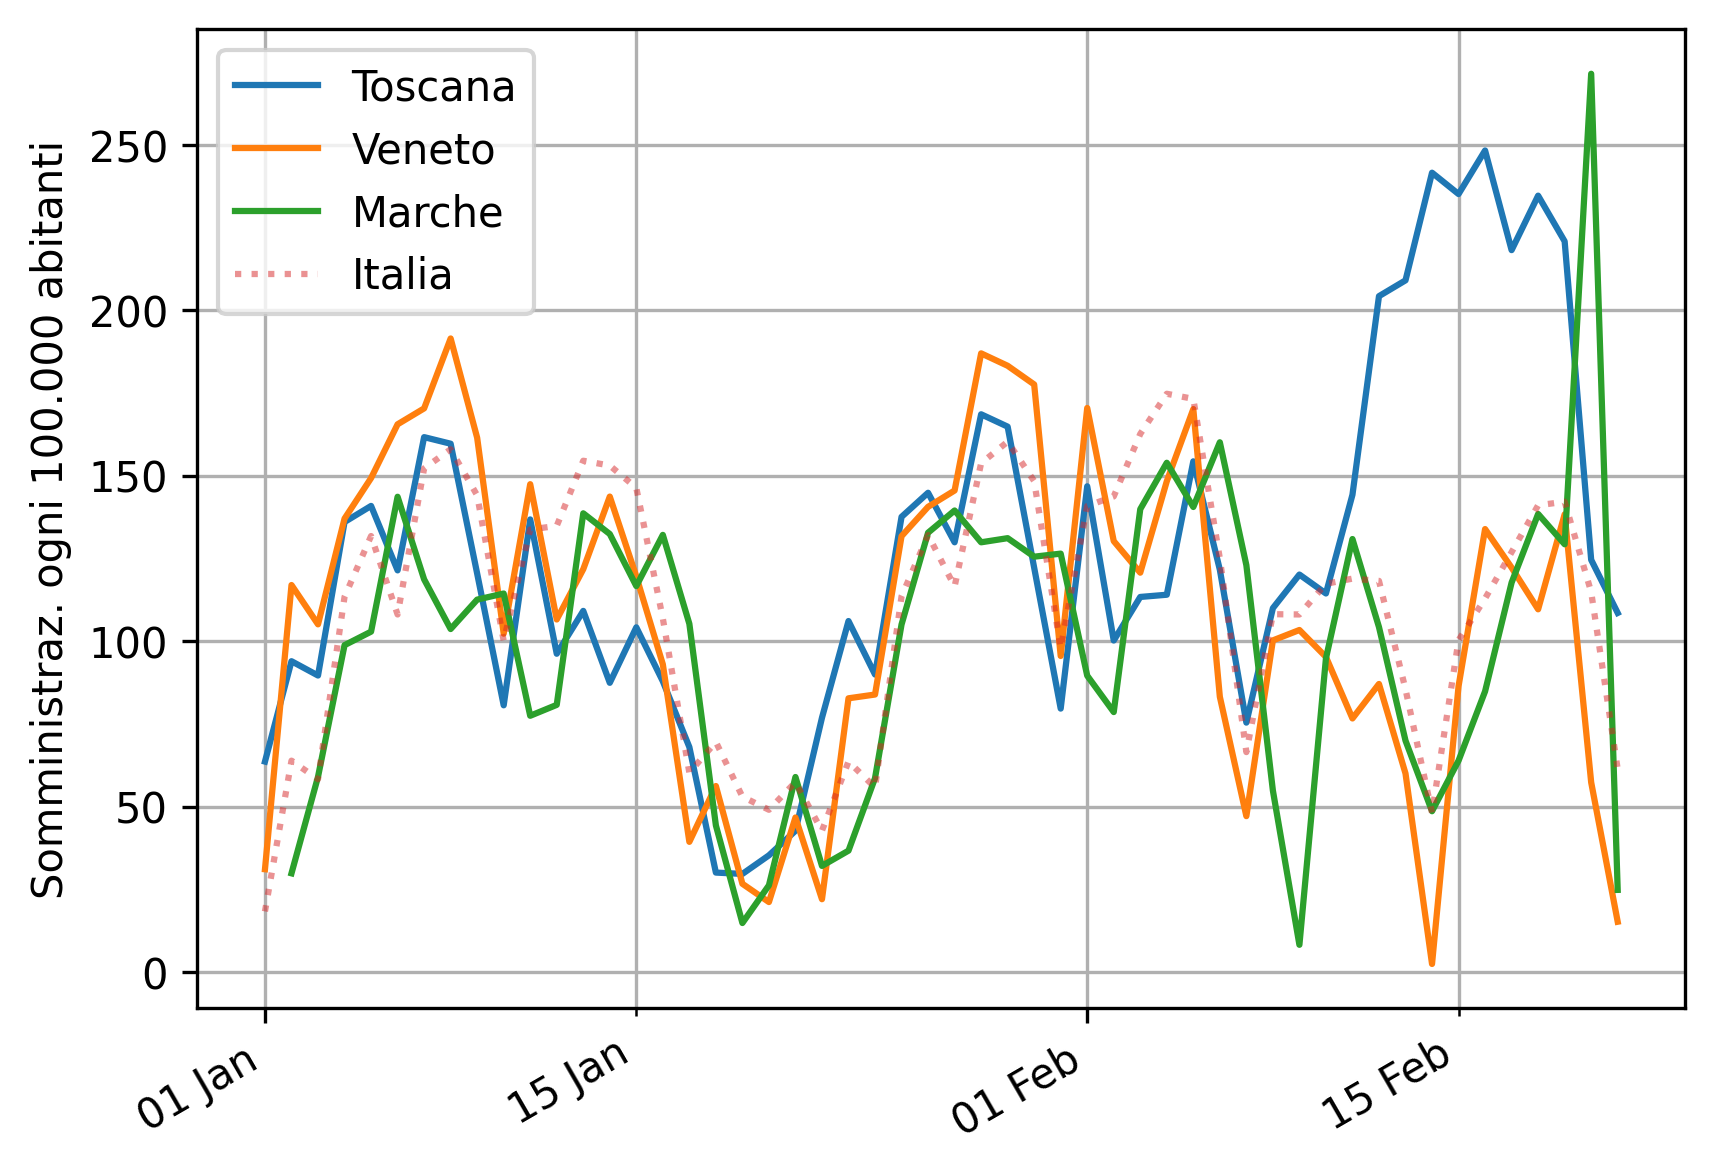 Toscana
Veneto
Marche
Italia
Somministraz. ogni 100.000 abitanti
250
200
150
100
50
0
01 Jan
15 Jan
01 Feb
15 Feb